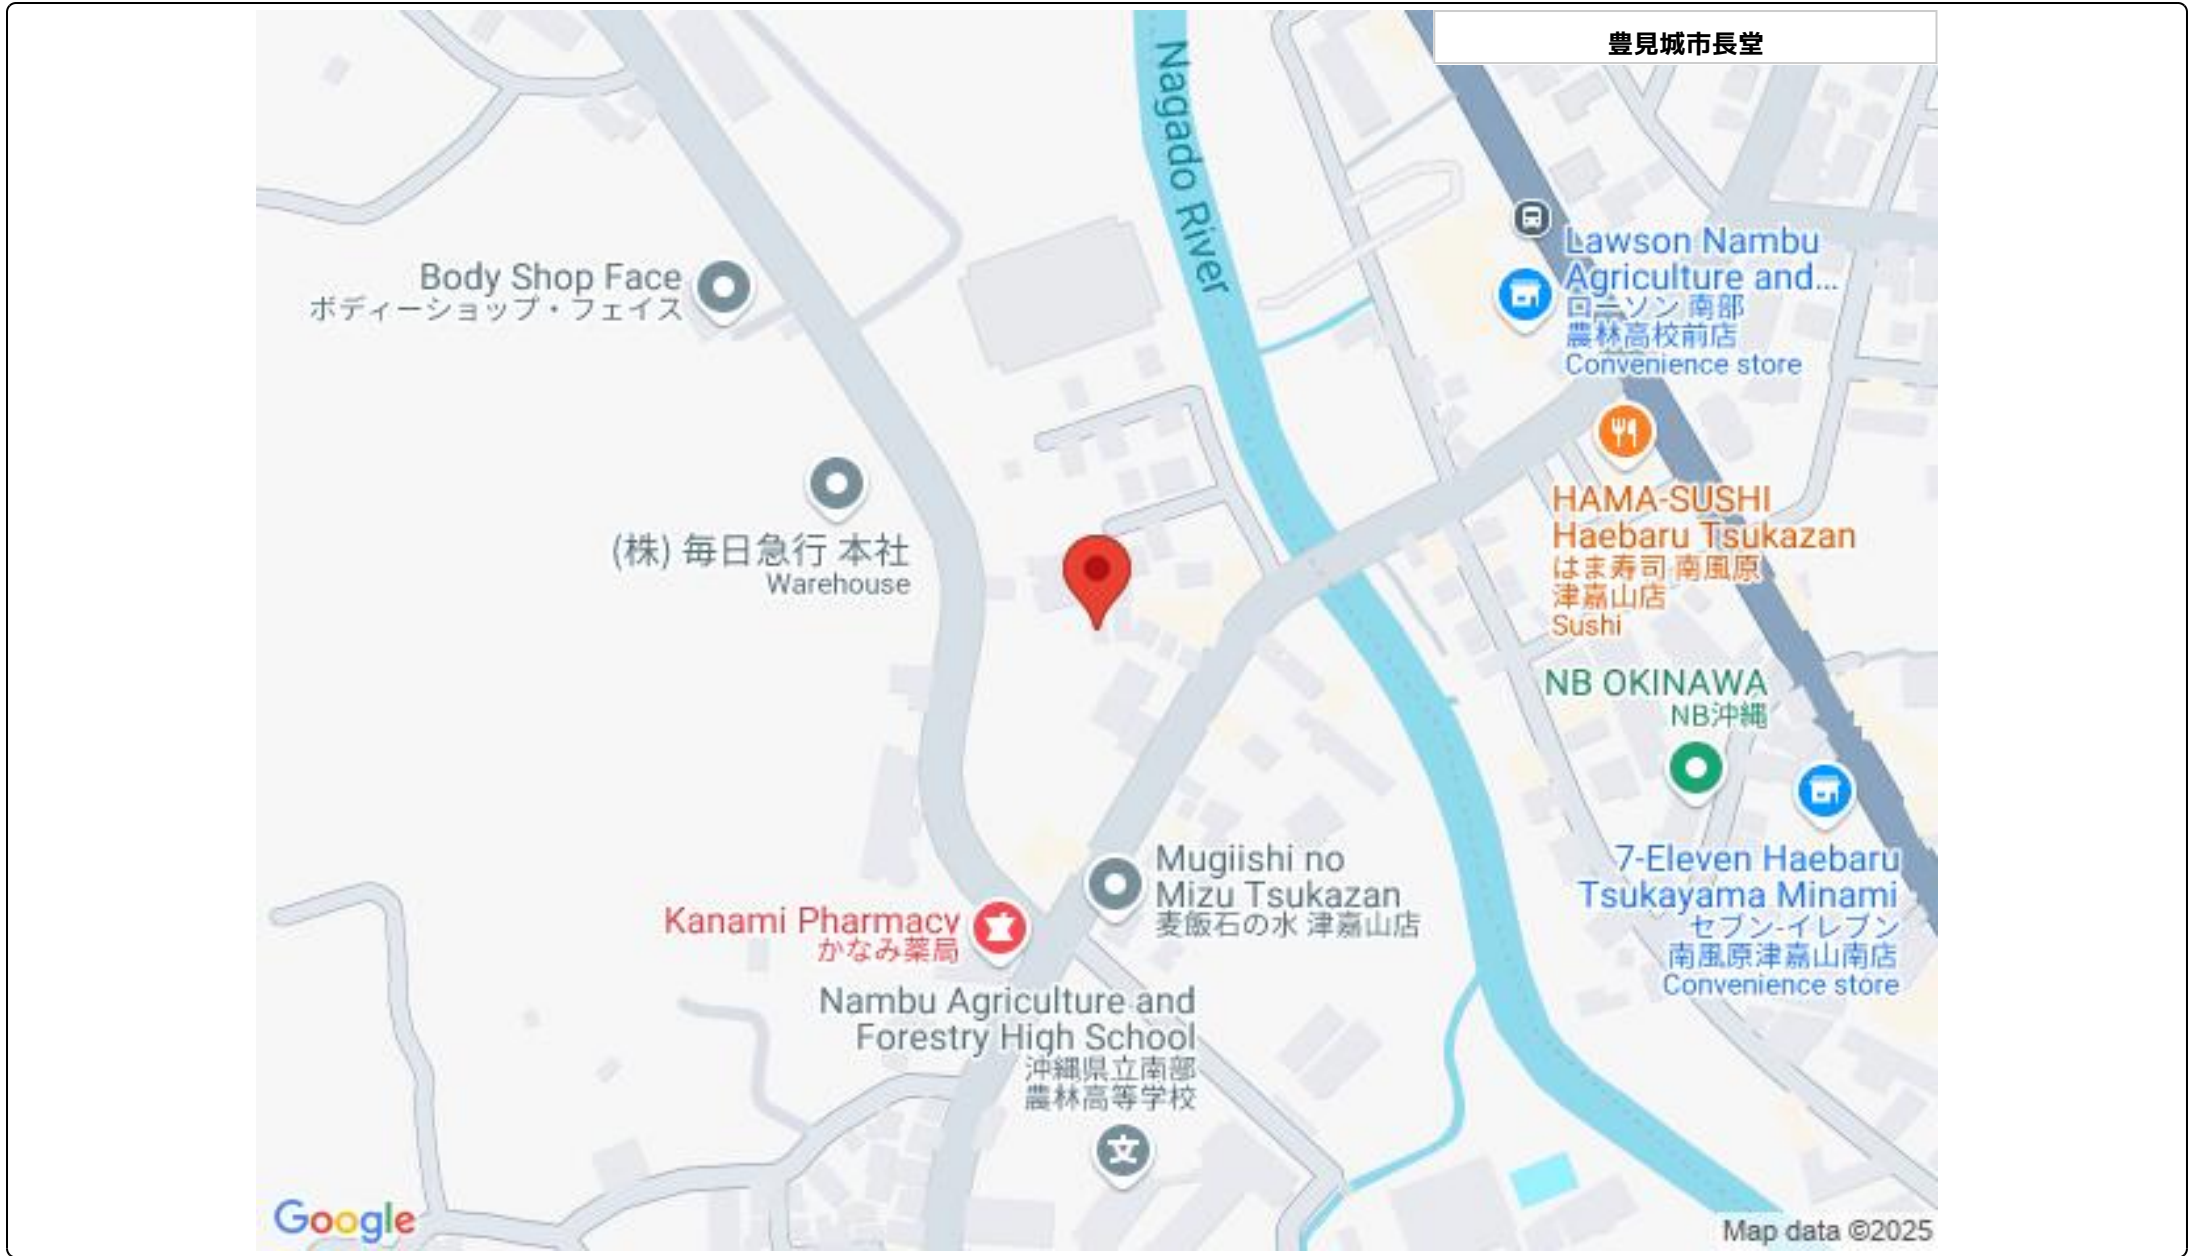 豊見城市長堂
Nagado River
Lawson Nambu
Agriculture and...
ローソン 南部
農林高校前店
Convenience store
Body Shop Face
ボディーショップ・フェイス
HAMA-SUSHI
Haebaru Tsukazan
はま寿司 南風原
津嘉山店
Sushi
(株) 毎日急行 本社
Warehouse
NB OKINAWA
NB沖縄
Mugiishi no
Mizu Tsukazan
麦飯石の水 津嘉山店
7-Eleven Haebaru
Tsukayama Minami
セブン-イレブン
南風原津嘉山南店
Convenience store
Kanami Pharmacy
かなみ薬局
Nambu Agriculture and
Forestry High School
沖縄県立南部
農林高等学校
文
Google
Map data ©2025